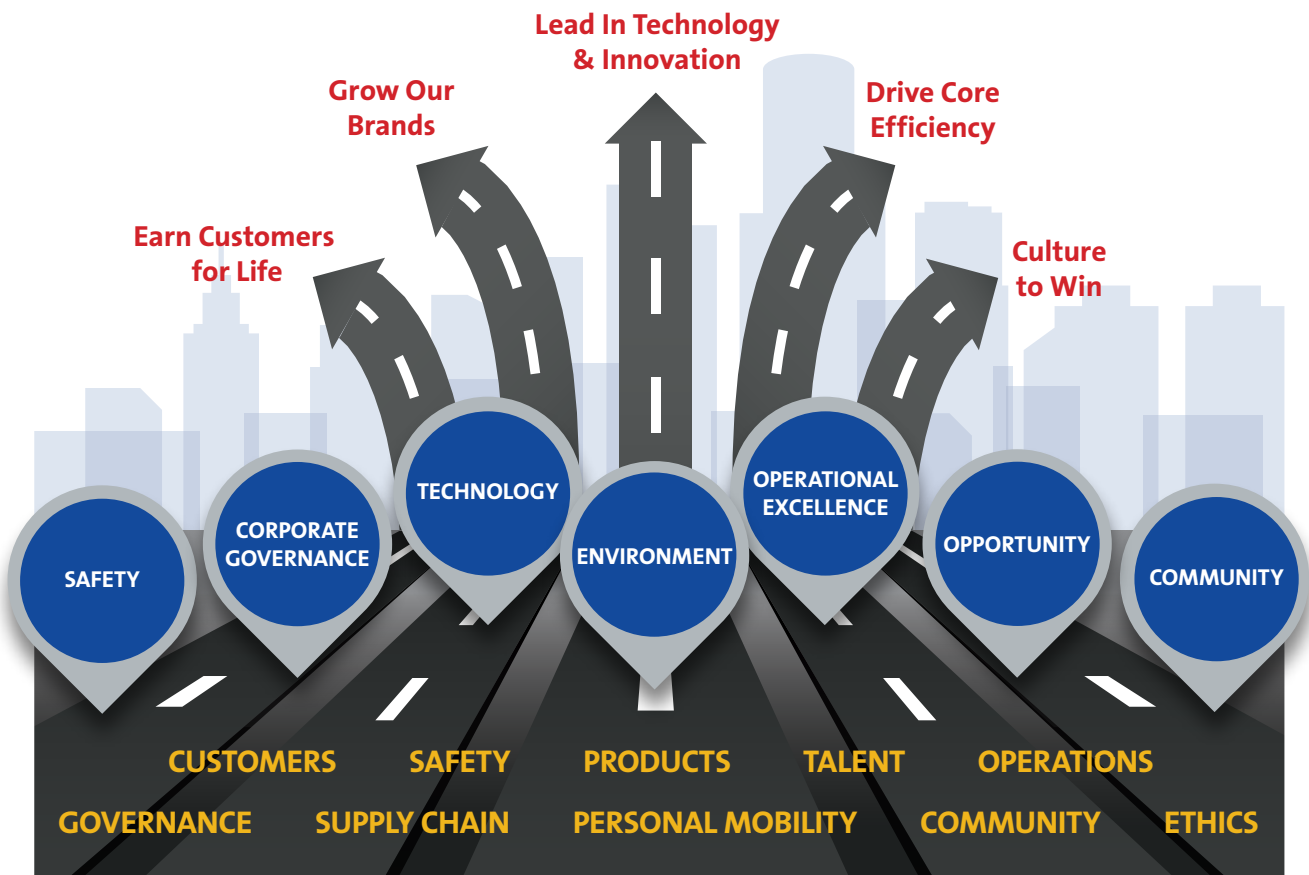 Lead In Technology
& Innovation
Grow Our
Brands
Drive Core
Efficiency
Earn Customers
for Life
Culture
to Win
SAFETY
CORPORATE
GOVERNANCE
TECHNOLOGY
ENVIRONMENT
OPERATIONAL
EXCELLENCE
OPPORTUNITY
COMMUNITY
CUSTOMERS SAFETY PRODUCTS TALENT OPERATIONS
GOVERNANCE SUPPLY CHAIN PERSONAL MOBILITY COMMUNITY ETHICS